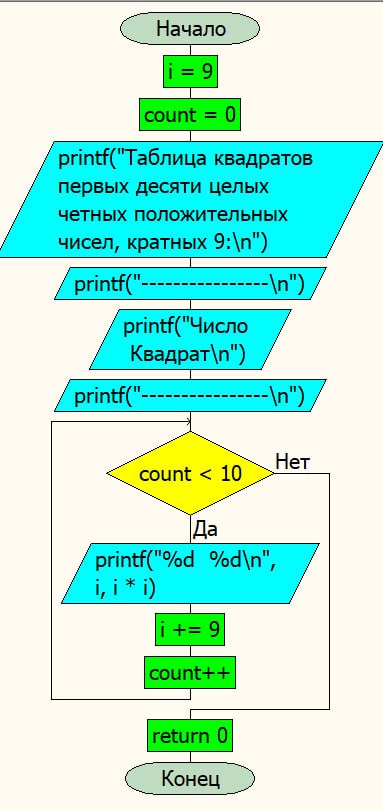 Начало
i = 9
count = 0
printf("Таблица квадратов
первых десяти целых
четных положительных
чисел, кратных 9:\n")
printf("----------------\n")
printf("Число
Квадрат\n")
printf("----------------\n")
count < 10
Нет
Да
printf("%d  %d\n",
i, i * i)
i += 9
count++
return 0
Конец